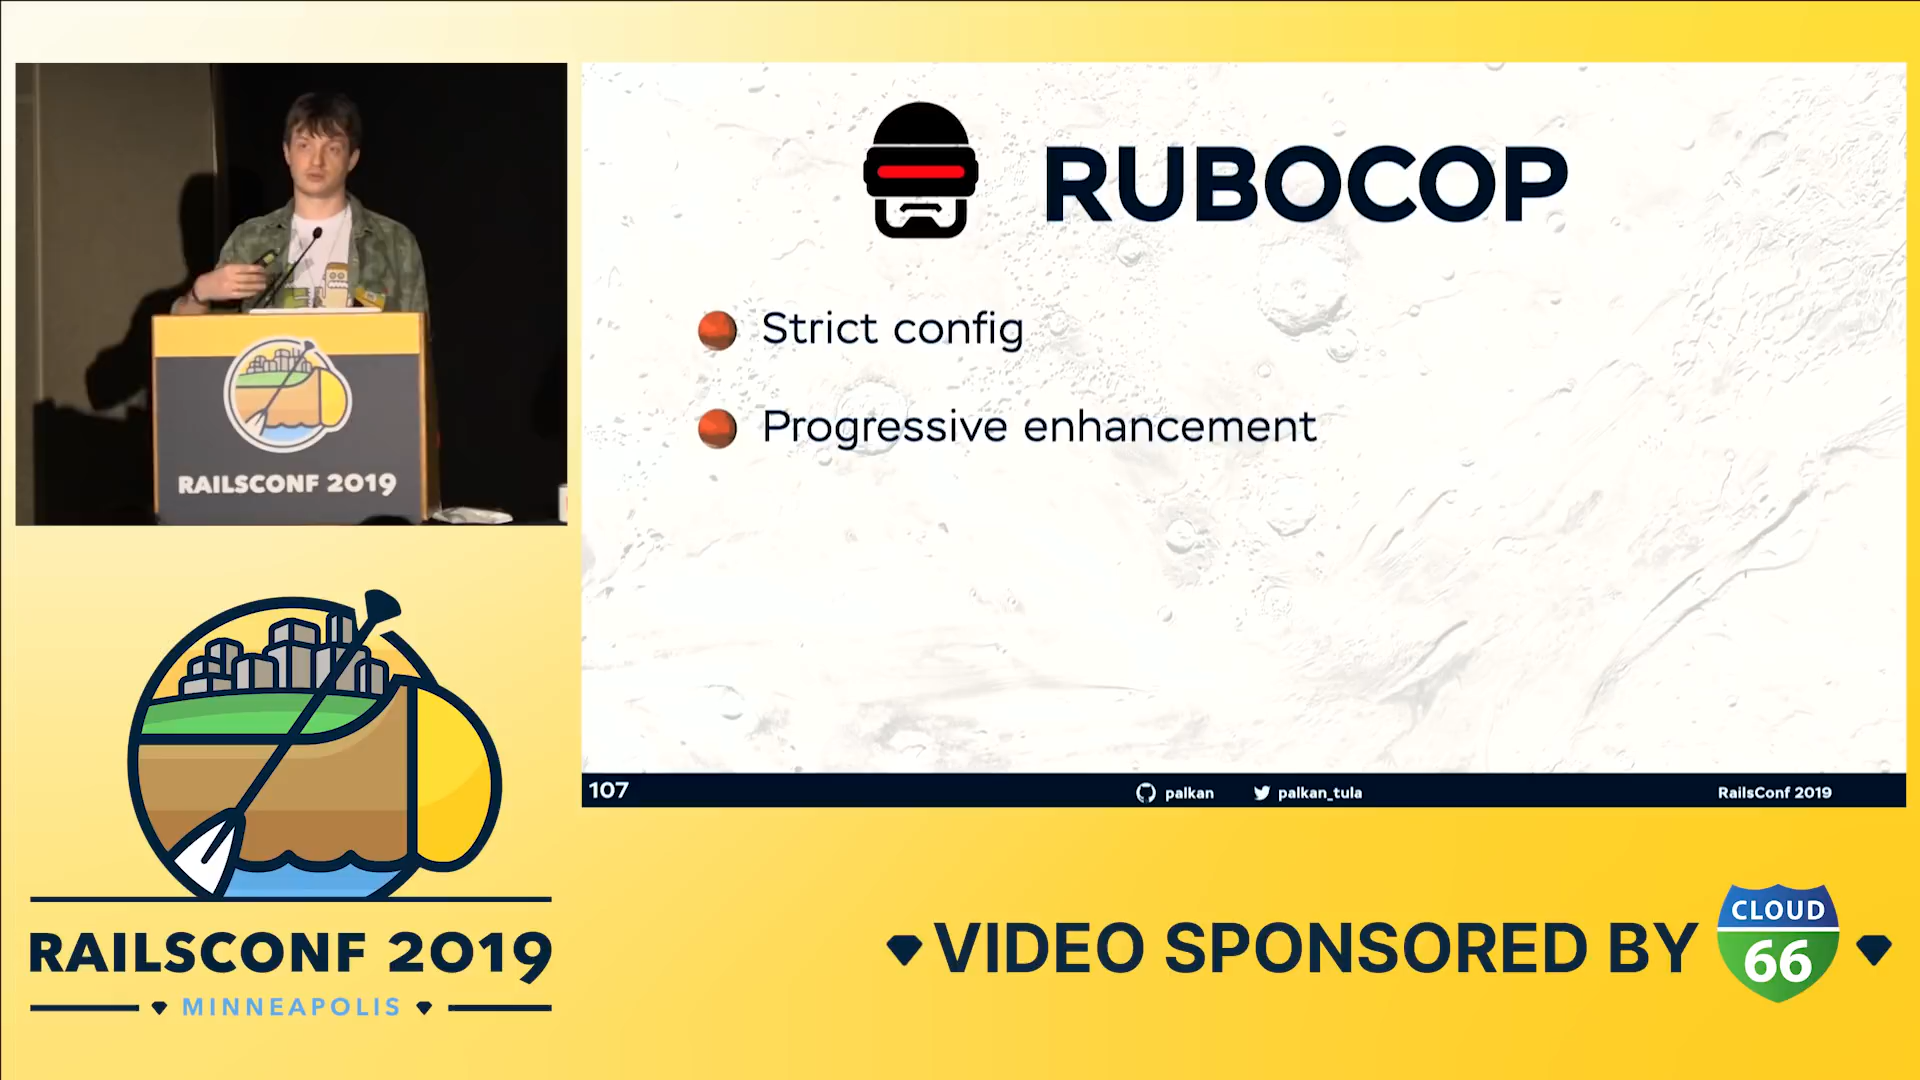 RUBOCOP
Strict config
Progressive enhancement
107
palkan
palkan_tula
RailsConf 2019
RAILSCONF 2019
RAILSCONF 2019
MINNEAPOLIS
VIDEO SPONSORED BY
CLOUD
66